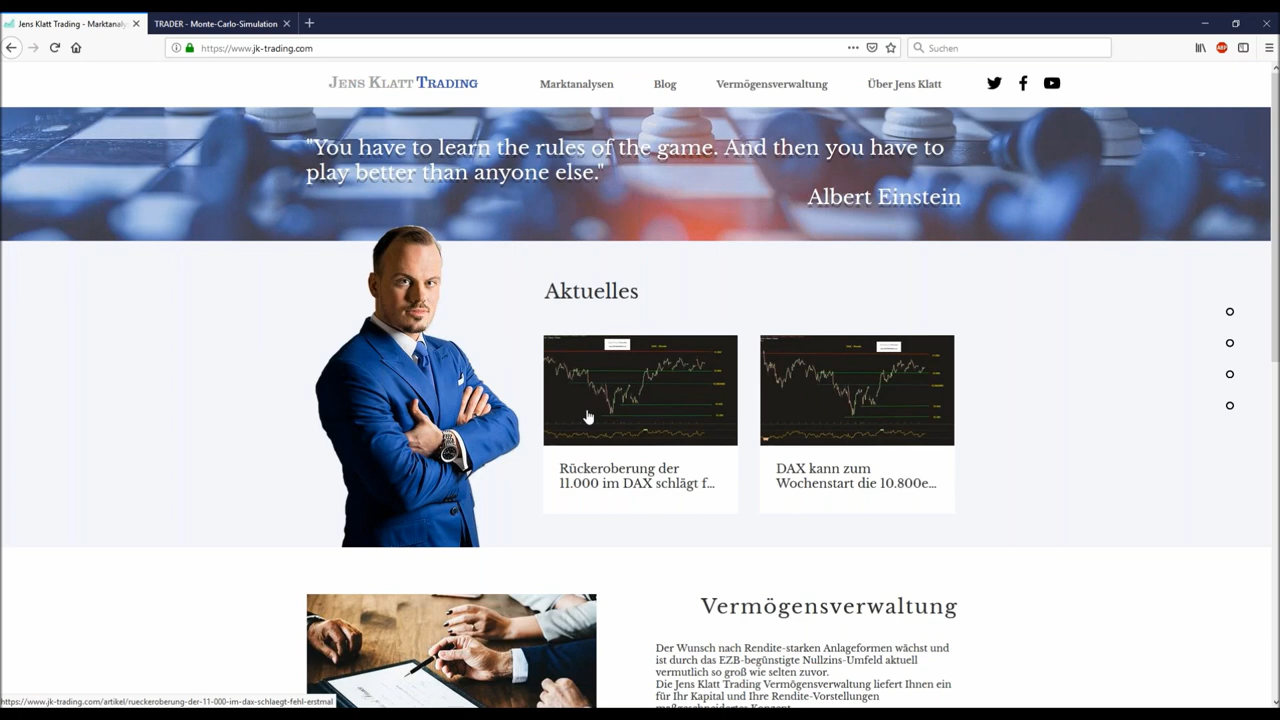 Jens Klatt Trading - Marktanaly
TRADER - Monte-Carlo-Simulation
https://www.jk-trading.com
Suchen
ABP
JENS KLATT TRADING
Marktanalysen
Blog
Vermögensverwaltung
Über Jens Klatt
"You have to learn the rules of the game. And then you have to
play better than anyone else."
Albert Einstein
Aktuelles
Rückeroberung der
11.000 im DAX schlägt f...
DAX kann zum
Wochenstart die 10.800e...
Vermögensverwaltung
Der Wunsch nach Rendite-starken Anlageformen wächst und
ist durch das EZB-begünstigte Nullzins-Umfeld aktuell
vermutlich so groß wie selten zuvor.
Die Jens Klatt Trading Vermögensverwaltung liefert Ihnen ein
für Ihr Kapital und Ihre Rendite-Vorstellungen
maßgeschneidertes Konzept.
https://www.jk-trading.com/artikel/rueckeroberung-der-11-000-im-dax-schlaegt-fehl-erstmal